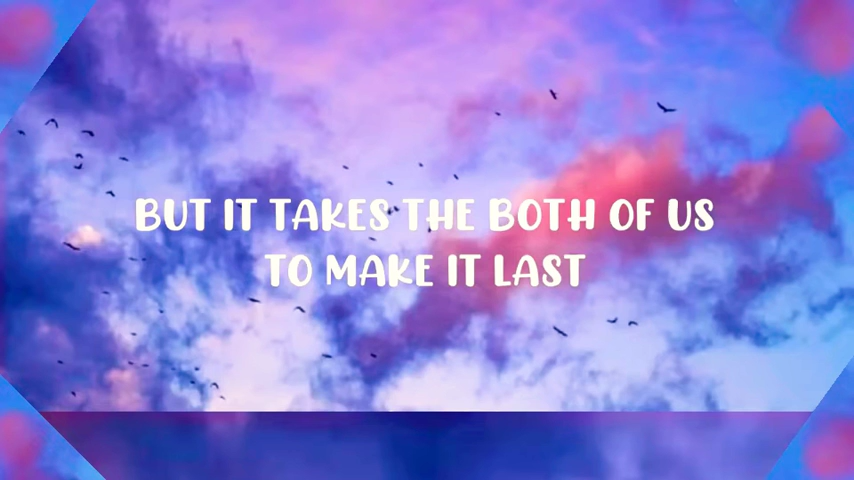 BUT IT TAKES THE BOTH OF US
TO MAKE IT LAST